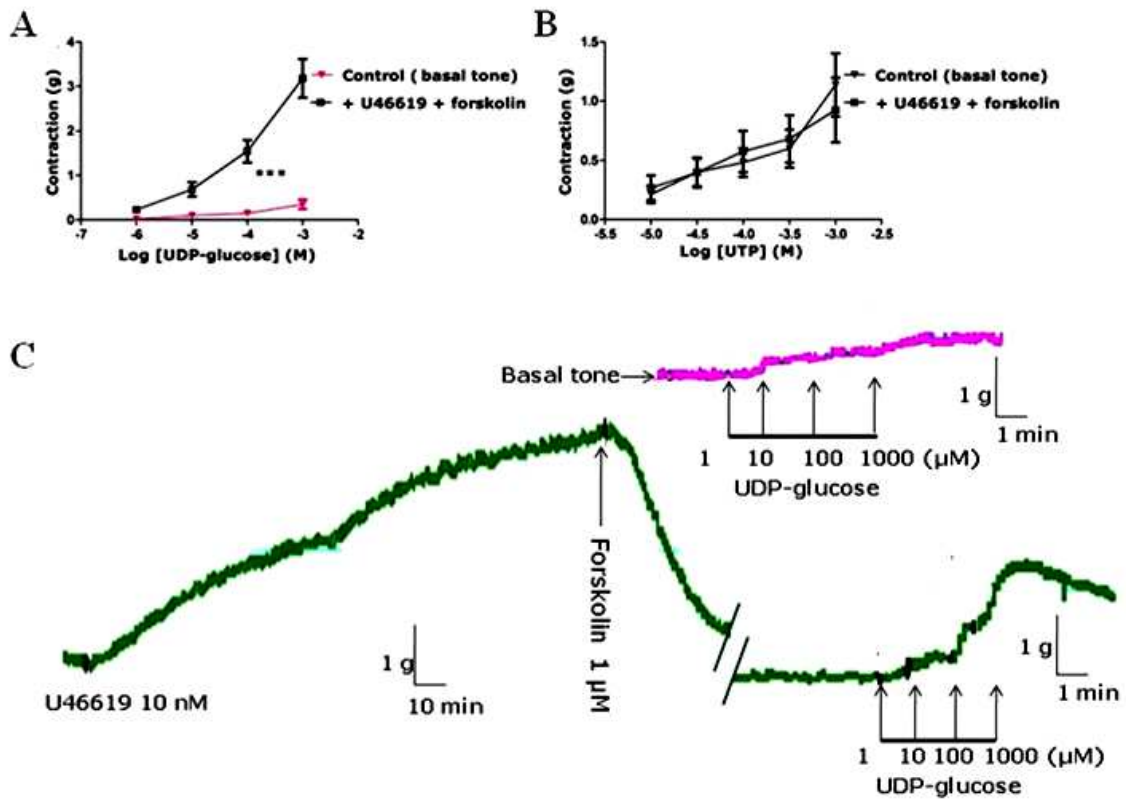 A
4
3
2
1
0
-7
-6
-5
-4
-3
-2
Contraction (g)
Log [UDP-glucose] (M)
Control ( basal tone)
+ U46619 + forskolin
***
B
1.5
1.0
0.5
0.0
-5.5
-5.0
-4.5
-4.0
-3.5
-3.0
-2.5
Contraction (g)
Log [UTP] (M)
Control (basal tone)
+ U46619 + forskolin
C
Basal tone
1 10 100 1000 (µM)
UDP-glucose
1 g
1 min
U46619 10 nM
1 g
10 min
Forskolin 1 µM
1 g
1 min
1 10 100 1000 (µM)
UDP-glucose